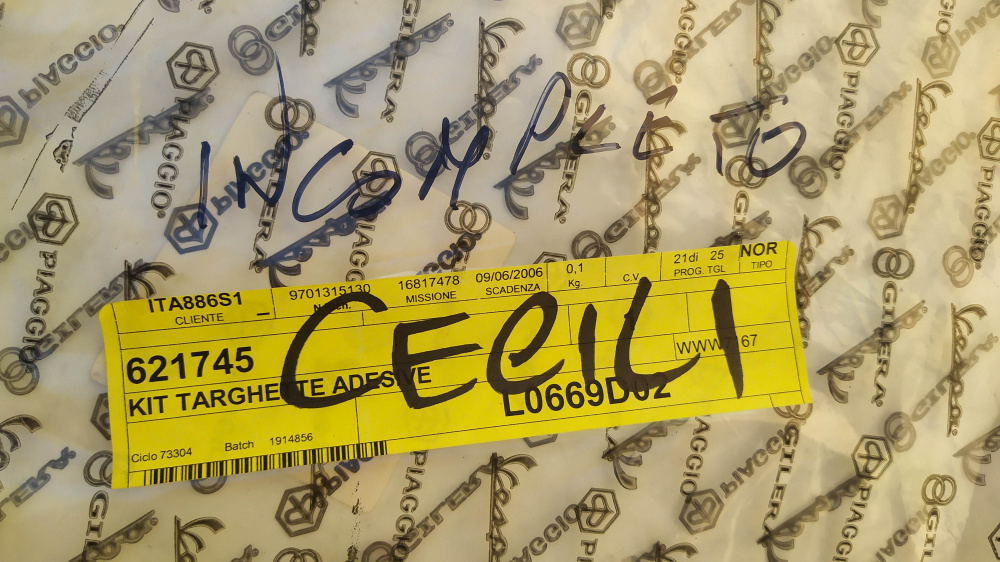 INCOMPLETO
ITA886S1 _ 9701315130 16817478 09/06/2006 0,1 21di 25 NOR
CLIENTE MISSIONE SCADENZA Kg. C.V. PROG. TGL TIPO
CECILI
621745
KIT TARGHETTE ADESIVE
L0669D02
Ciclo 73304 Batch 1914856
PIAGGIO
GILERA